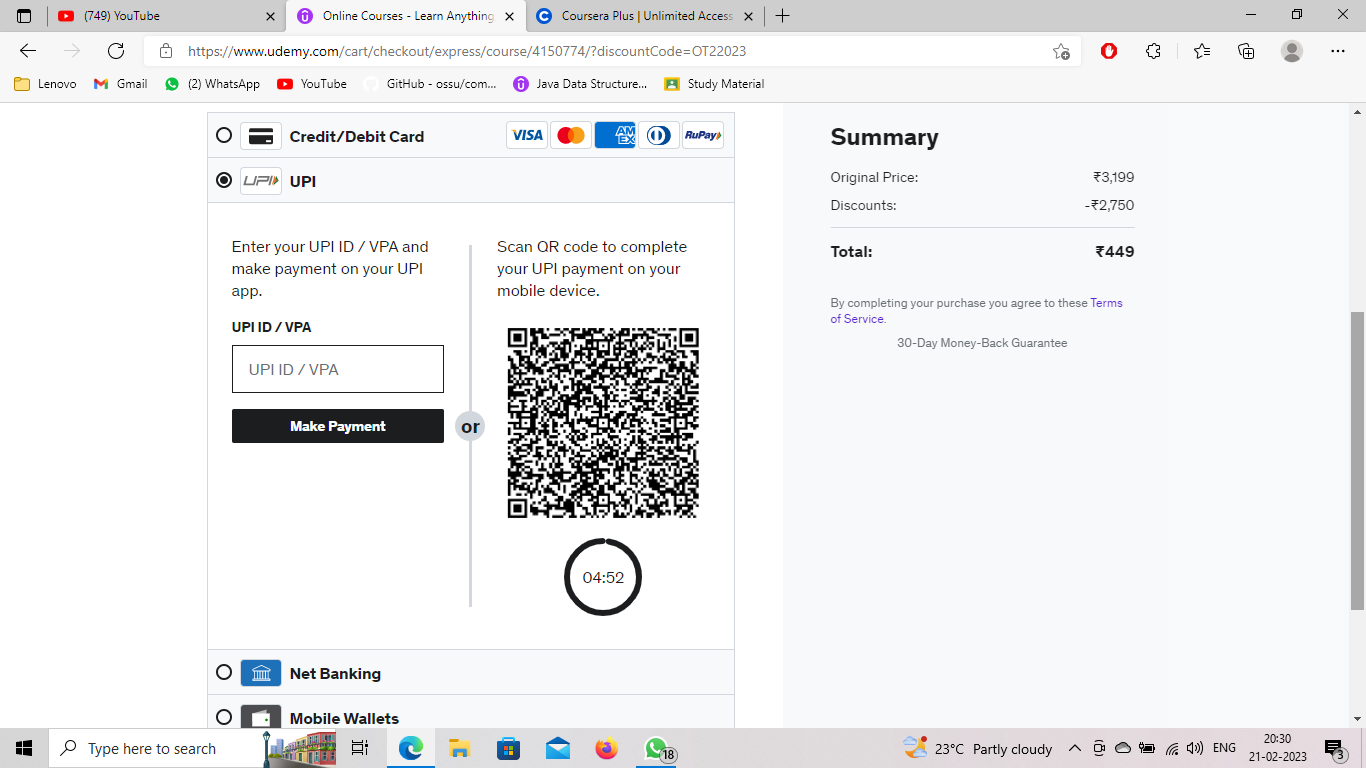 (749) YouTube
Online Courses - Learn Anything
Coursera Plus | Unlimited Access
https://www.udemy.com/cart/checkout/express/course/4150774/?discountCode=OT22023
Lenovo
Gmail
(2) WhatsApp
YouTube
GitHub - ossu/com...
Java Data Structure...
Study Material
Credit/Debit Card
VISA
AM EX
RuPay
UPI
UPI
Enter your UPI ID / VPA and
make payment on your UPI
app.
UPI ID / VPA
UPI ID / VPA
Make Payment
or
Scan QR code to complete
your UPI payment on your
mobile device.
04:52
Net Banking
Mobile Wallets
Summary
Original Price: ₹3,199
Discounts: -₹2,750
Total: ₹449
By completing your purchase you agree to these Terms
of Service.
30-Day Money-Back Guarantee
Type here to search
18
23°C Partly cloudy
ENG
20:30
21-02-2023
3